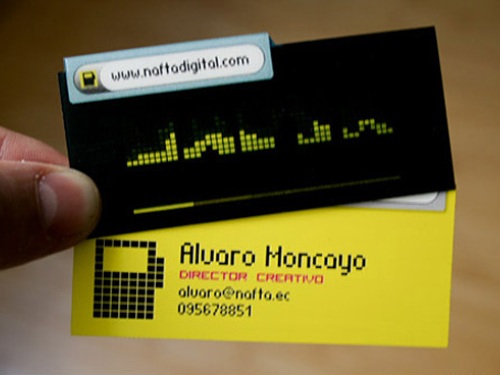 www.naftadigital.com
Alvaro Moncayo
DIRECTOR CREATIVO
alvaro@nafta.ec
095678851